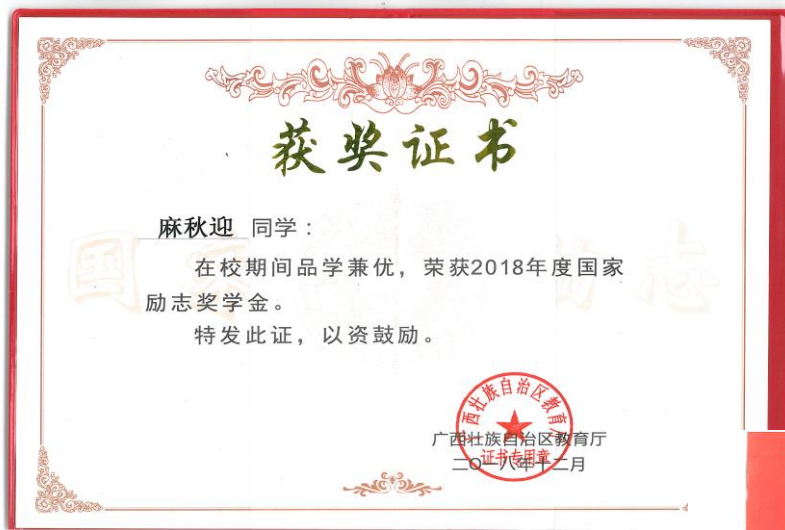 获奖证书
麻秋迎 同学：
在校期间品学兼优，荣获2018年度国家
励志奖学金。
特发此证，以资鼓励。
广西壮族自治区教育厅
广西壮族自治区教育厅
证书专用章
二〇一八年十二月